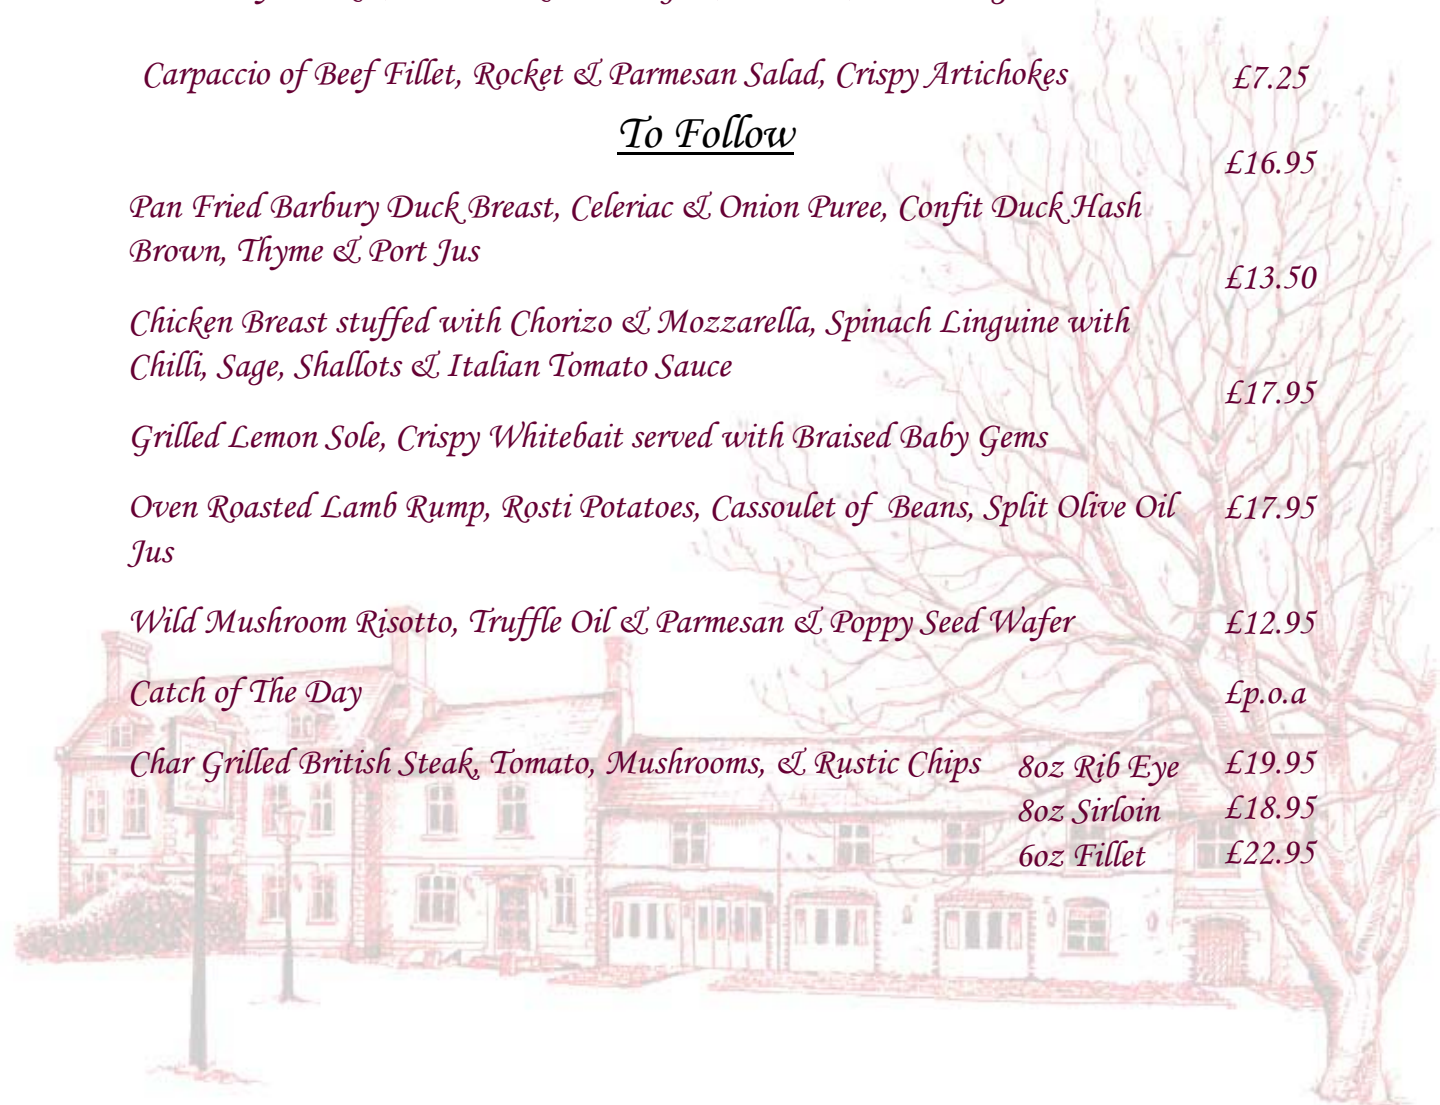 Carpaccio of Beef Fillet, Rocket & Parmesan Salad, Crispy Artichokes £7.25
To Follow
£16.95
Pan Fried Barbury Duck Breast, Celeriac & Onion Puree, Confit Duck Hash
Brown, Thyme & Port Jus
£13.50
Chicken Breast stuffed with Chorizo & Mozzarella, Spinach Linguine with
Chilli, Sage, Shallots & Italian Tomato Sauce
£17.95
Grilled Lemon Sole, Crispy Whitebait served with Braised Baby Gems
Oven Roasted Lamb Rump, Rosti Potatoes, Cassoulet of Beans, Split Olive Oil £17.95
Jus
Wild Mushroom Risotto, Truffle Oil & Parmesan & Poppy Seed Wafer £12.95
Catch of The Day £p.o.a
Char Grilled British Steak, Tomato, Mushrooms, & Rustic Chips 8oz Rib Eye £19.95
8oz Sirloin £18.95
6oz Fillet £22.95